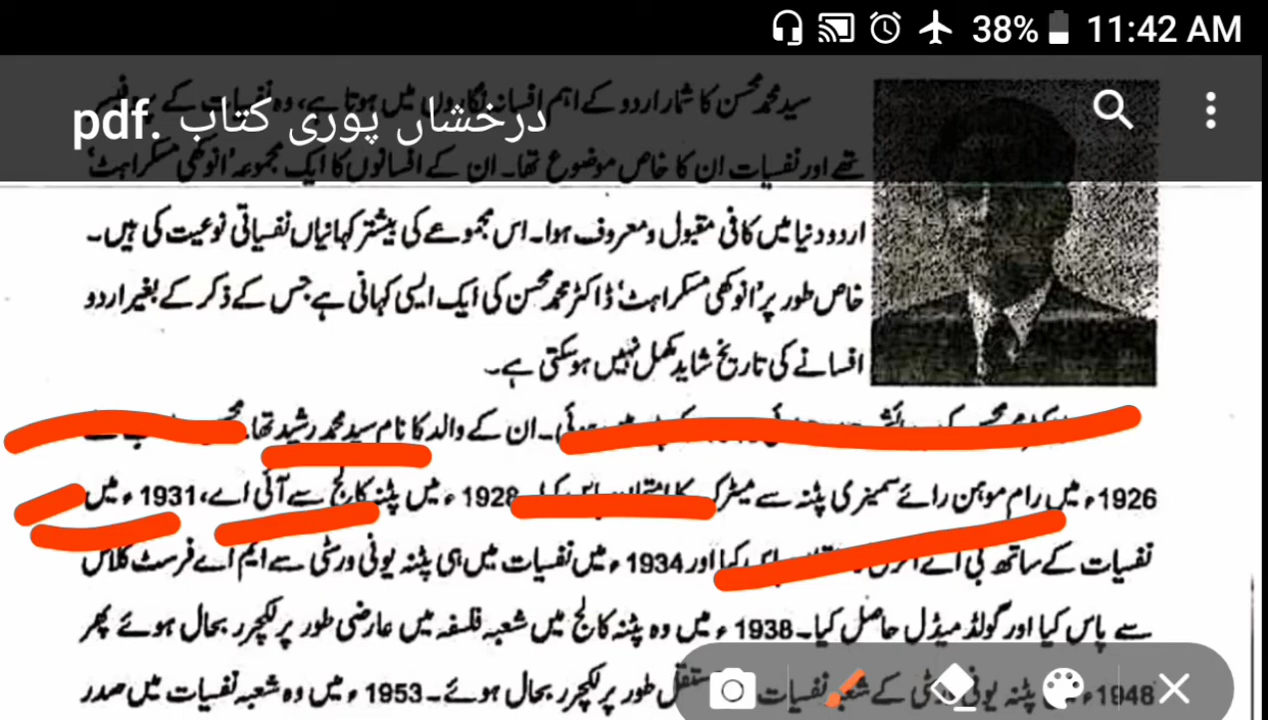 38% 11:42 AM
درخشاں پوری کتاب .pdf
سید محمد محسن کا شمار اردو کے اہم افسانہ نگاروں میں ہوتا ہے، وہ نفسیات کے پروفیسر
تھے اور نفسیات ان کا خاص موضوع تھا۔ ان کے افسانوں کا ایک مجموعہ 'انوکھی مسکراہٹ'
اردو دنیا میں کافی مقبول و معروف ہوا۔ اس مجموعے کی بیشتر کہانیاں نفسیاتی نوعیت کی ہیں۔
خاص طور پر 'انوکھی مسکراہٹ' ڈاکٹر محمد محسن کی ایک ایسی کہانی ہے جس کے ذکر کے بغیر اردو
افسانے کی تاریخ شاید مکمل نہیں ہو سکتی ہے۔
ہوئی۔ ان کے والد کا نام سید محمد رشید تھا۔
1926ء میں رام موہن رائے سمینری پٹنہ سے میٹرک کا امتحان پاس کیا۔ 1928ء میں پٹنہ کالج سے آئی اے، 1931ء میں
نفسیات کے ساتھ بی اے پاس کیا اور 1934ء میں نفسیات میں ہی پٹنہ یونی ورسٹی سے ایم اے فرسٹ کلاس
سے پاس کیا اور گولڈ میڈل حاصل کیا۔ 1938ء میں وہ پٹنہ کالج میں شعبہ فلسفہ میں عارضی طور پر لکچرر بحال ہوئے پھر
1948ء پٹنہ یونی ورسٹی کے شعبہ نفسیات مستقل طور پر لکچرر بحال ہوئے۔ 1953ء میں وہ شعبہ نفسیات میں صدر